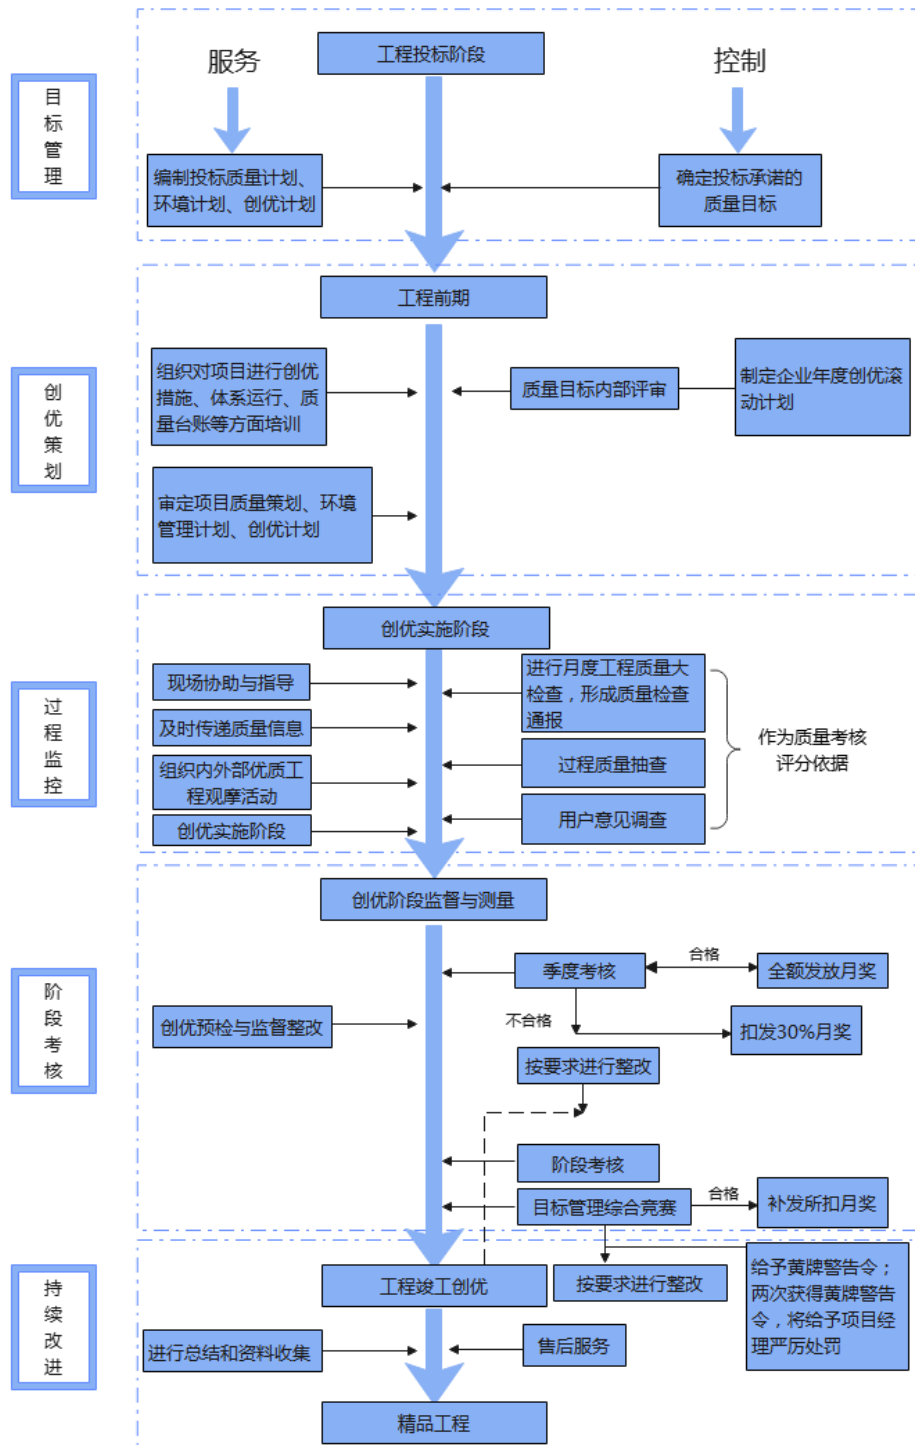 目
标
管
理
服务
工程投标阶段
控制
编制投标质量计划、
环境计划、创优计划
确定投标承诺的
质量目标
创
优
策
划
工程前期
组织对项目进行创优
措施、体系运行、质
量台账等方面培训
质量目标内部评审
制定企业年度创优滚
动计划
审定项目质量策划、环境
管理计划、创优计划
过
程
监
控
创优实施阶段
现场协助与指导
及时传递质量信息
组织内外部优质工
程观摩活动
创优实施阶段
进行月度工程质量大
检查，形成质量检查
通报
过程质量抽查
用户意见调查
作为质量考核
评分依据
阶
段
考
核
创优阶段监督与测量
季度考核
合格
全额发放月奖
创优预检与监督整改
不合格
扣发30%月奖
按要求进行整改
阶段考核
目标管理综合竞赛
合格
补发所扣月奖
持
续
改
进
工程竣工创优
按要求进行整改
给予黄牌警告令；
两次获得黄牌警告
令，将给予项目经
理严厉处罚
进行总结和资料收集
售后服务
精品工程